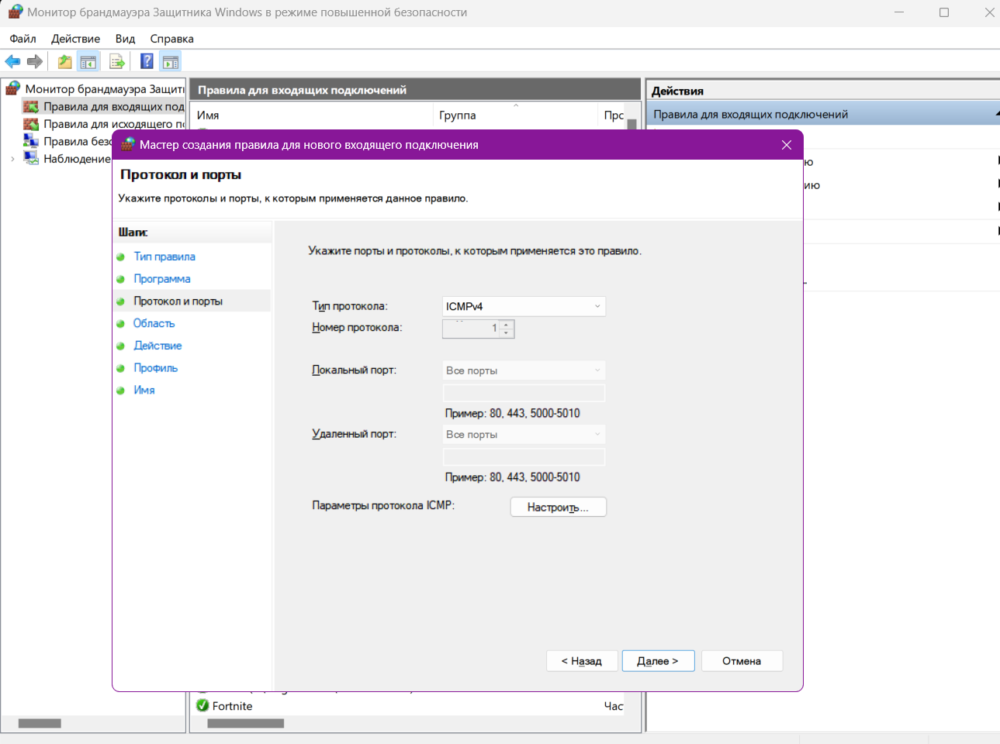 Монитор брандмауэра Защитника Windows в режиме повышенной безопасности
Файл Действие Вид Справка
Монитор брандмауэра Защити
Правила для входящих под
Правила для исходящего по
Правила безо
Наблюдение
Правила для входящих подключений
Имя Группа Про
Действия
Правила для входящих подключений
ю
ию
..
Мастер создания правила для нового входящего подключения
Протокол и порты
Укажите протоколы и порты, к которым применяется данное правило.
Шаги:
Тип правила
Программа
Протокол и порты
Область
Действие
Профиль
Имя
Укажите порты и протоколы, к которым применяется это правило.
Тип протокола: ICMPv4
Номер протокола: 1
Локальный порт: Все порты
Пример: 80, 443, 5000-5010
Удаленный порт: Все порты
Пример: 80, 443, 5000-5010
Параметры протокола ICMP: Настроить...
< Назад Далее > Отмена
Fortnite Час